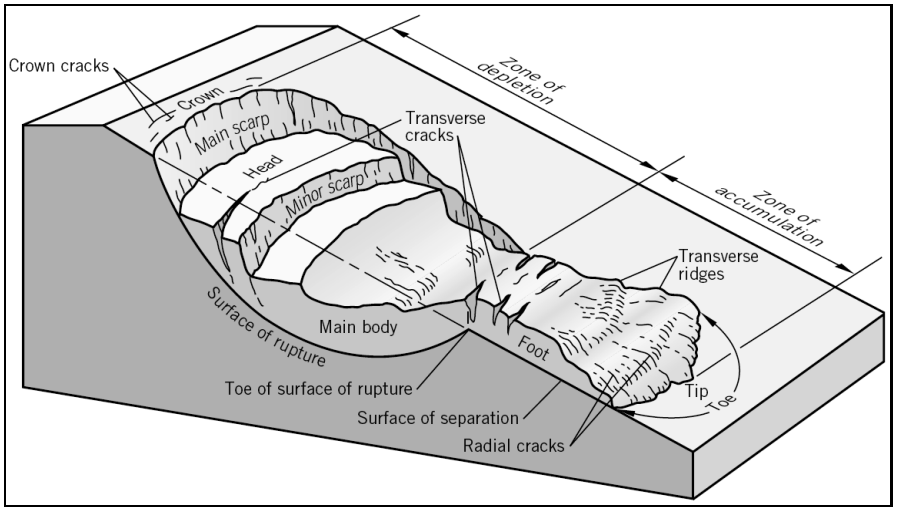 Crown cracks
Crown
Main scarp
Head
Minor scarp
Transverse
cracks
Zone of
depletion
Zone of
accumulation
Transverse
ridges
Surface of rupture
Main body
Foot
Toe of surface of rupture
Surface of separation
Radial cracks
Tip
Toe